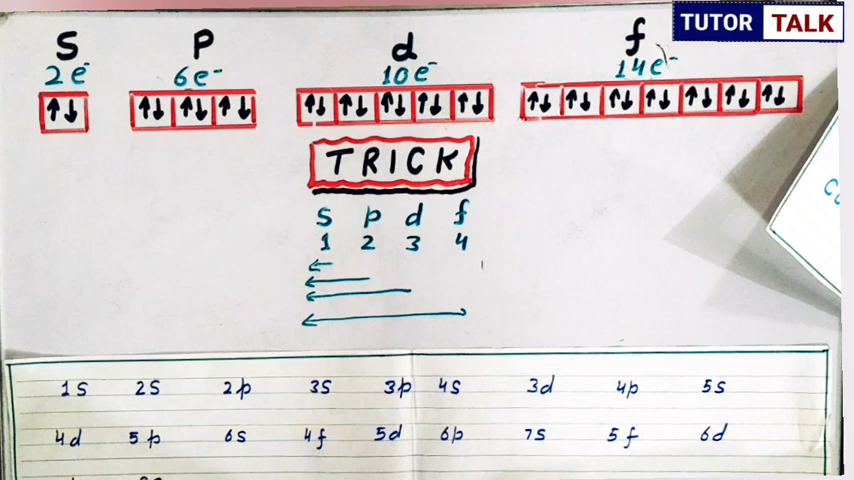 TUTOR TALK
S P d f
2e⁻ 6e⁻ 10e⁻ 14e⁻
TRICK
s p d f
1 2 3 4
1s 2s 2p 3s 3p 4s 3d 4p 5s
4d 5p 6s 4f 5d 6p 7s 5f 6d